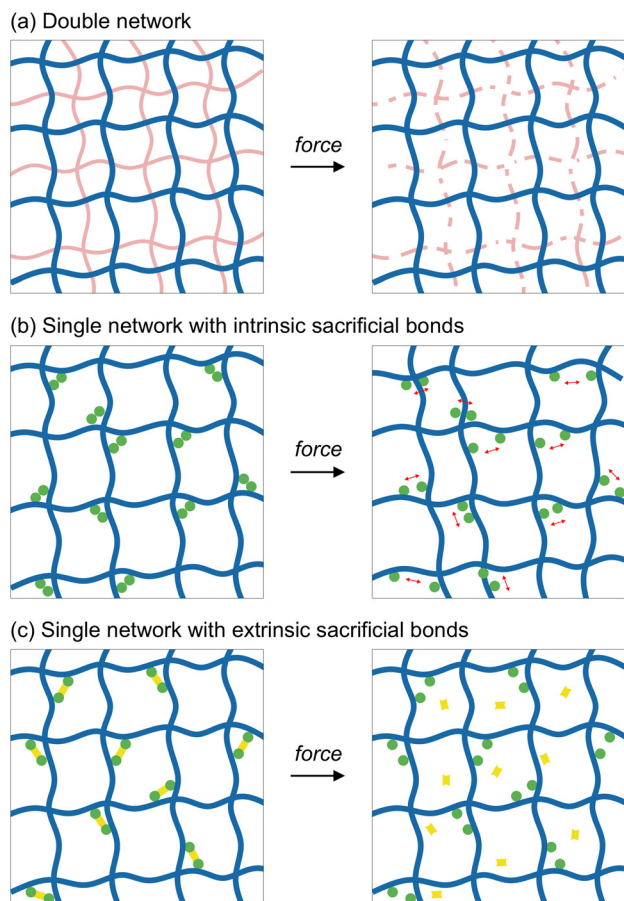 (a) Double network
force
(b) Single network with intrinsic sacrificial bonds
force
(c) Single network with extrinsic sacrificial bonds
force